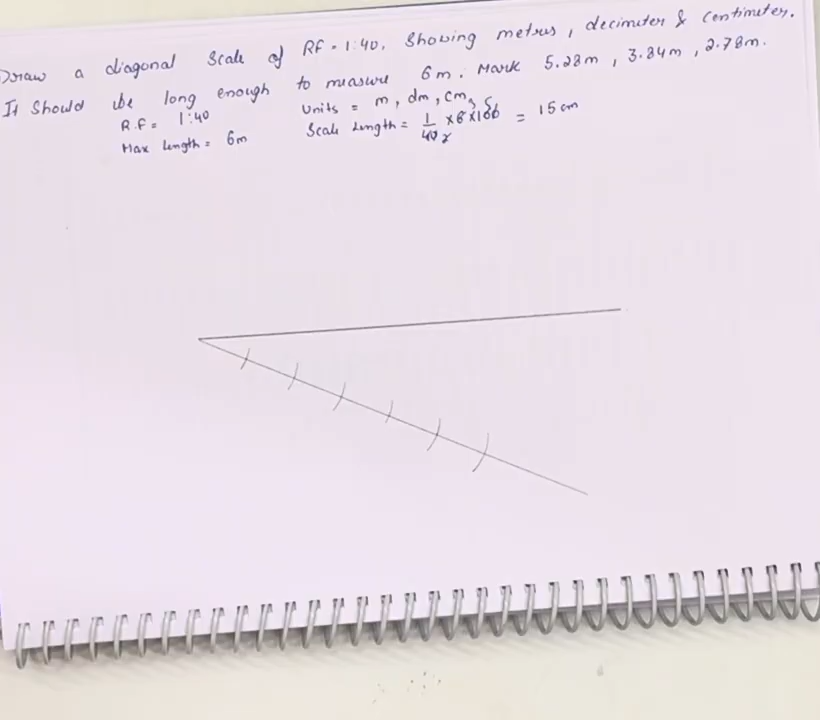 Draw a diagonal Scale of RF = 1:40. Showing metres, decimeter & Centimeter.
It Should be long enough to measure 6m. Mark 5.28m, 3.84m, 2.78m.
R.F = 1:40 Units = m, dm, cm
Max length = 6m Scale Length = 1/40 x 6 x 100 = 15 cm